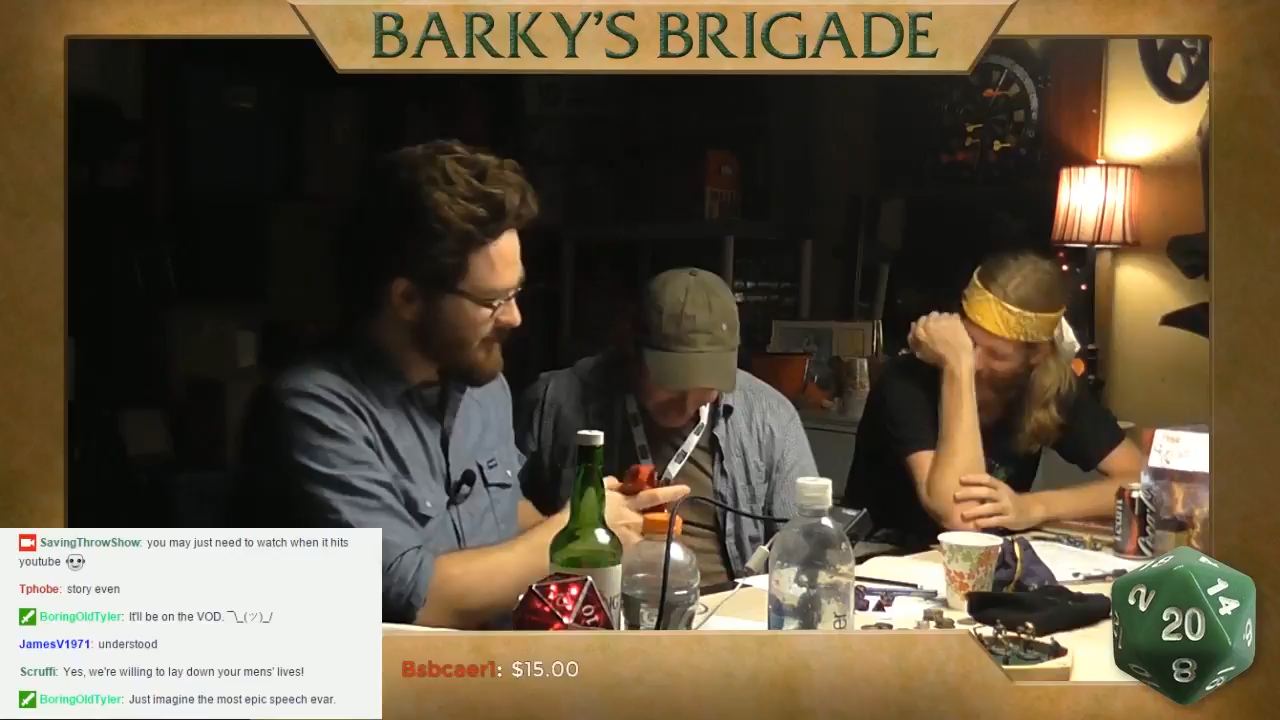 BARKY'S BRIGADE
SavingThrowShow: you may just need to watch when it hits
youtube
Tphobe: story even
BoringOldTyler: It'll be on the VOD. ¯\_(ツ)_/
JamesV1971: understood
Scruffi: Yes, we're willing to lay down your mens' lives!
BoringOldTyler: Just imagine the most epic speech evar.
Bsbcaer1: $15.00
2
14
20
8